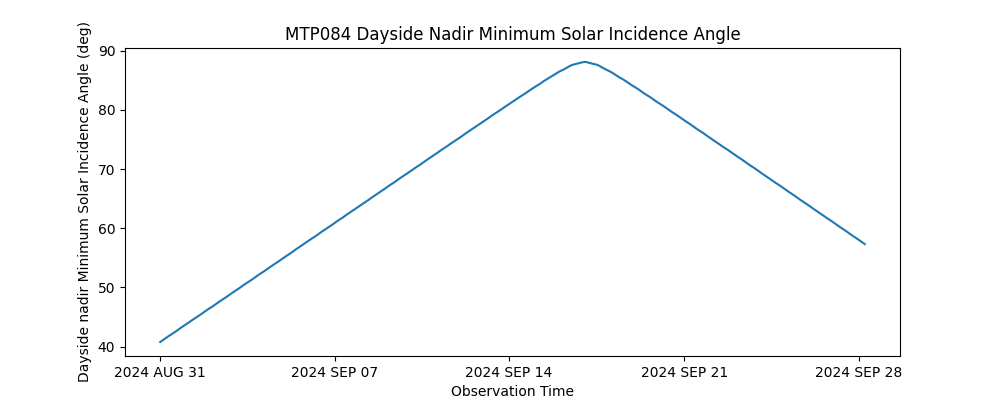 MTP084 Dayside Nadir Minimum Solar Incidence Angle
Dayside nadir Minimum Solar Incidence Angle (deg)
90
80
70
60
50
40
2024 AUG 31
2024 SEP 07
2024 SEP 14
2024 SEP 21
2024 SEP 28
Observation Time